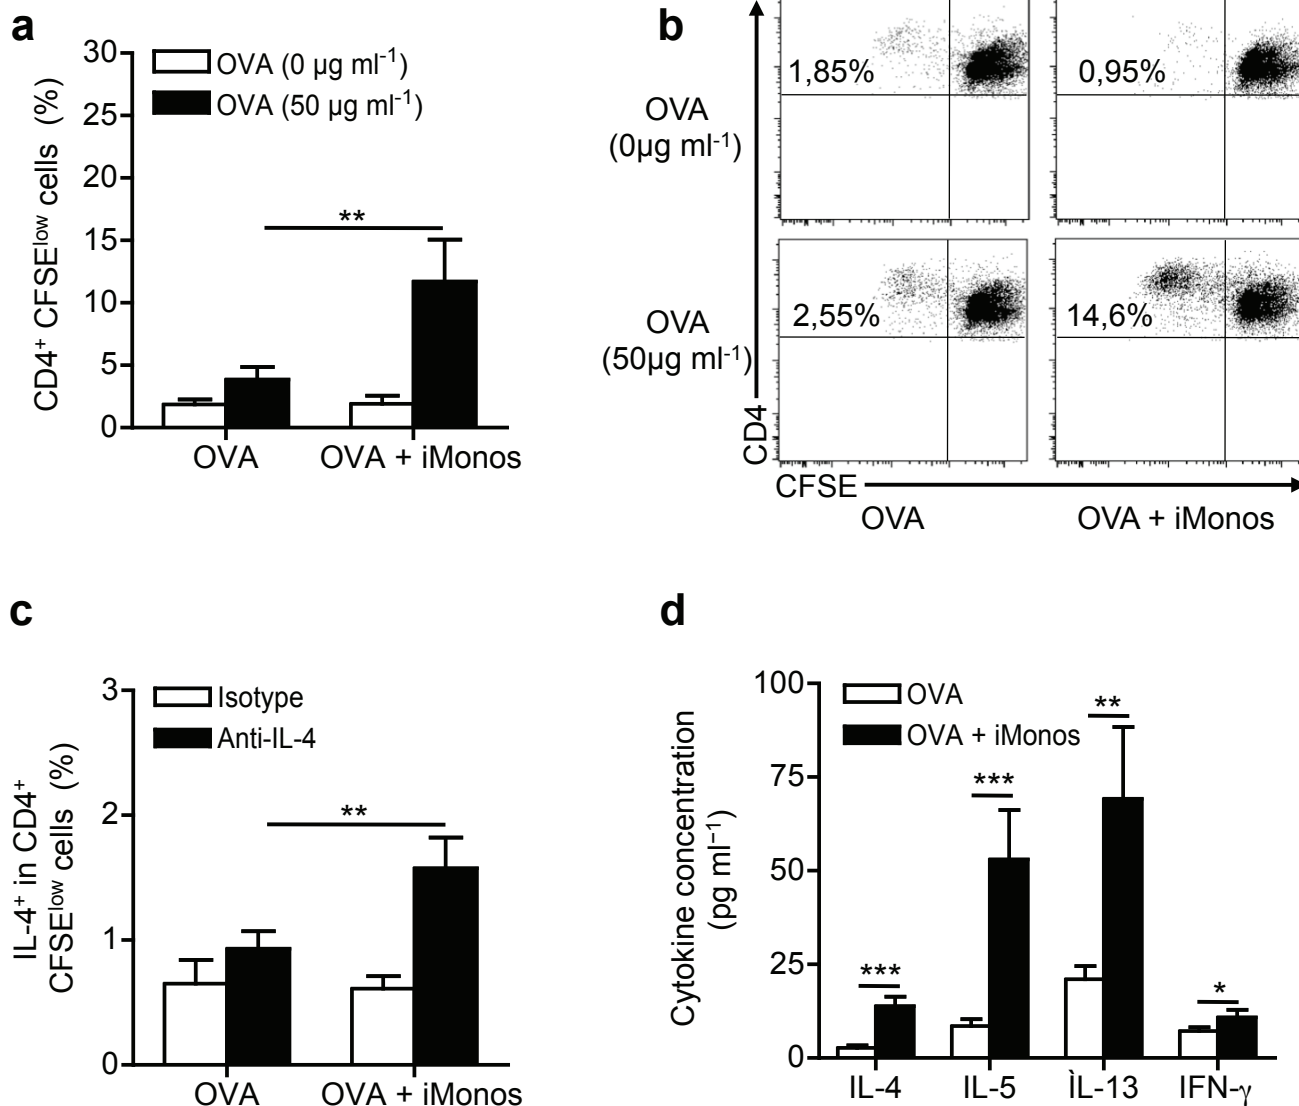 a
30
25
20
15
10
5
0
CD4⁺ CFSEˡᵒʷ cells (%)
OVA (0 µg ml⁻¹)
OVA (50 µg ml⁻¹)
**
OVA
OVA + iMonos
b
OVA
(0µg ml⁻¹)
1,85%
0,95%
OVA
(50µg ml⁻¹)
2,55%
14,6%
CD4
CFSE
OVA
OVA + iMonos
c
3
2
1
0
IL-4⁺ in CD4⁺
CFSEˡᵒʷ cells (%)
Isotype
Anti-IL-4
**
OVA
OVA + iMonos
d
100
75
50
25
0
Cytokine concentration
(pg ml⁻¹)
OVA
OVA + iMonos
***
***
**
*
IL-4
IL-5
ÌL-13
IFN-γ